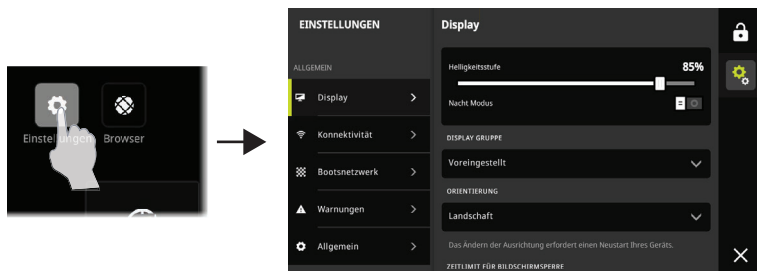 Einstellungen
Browser
EINSTELLUNGEN
ALLGEMEIN
Display
Konnektivität
Bootsnetzwerk
Warnungen
Allgemein
Display
Helligkeitsstufe
85%
Nacht Modus
DISPLAY GRUPPE
Voreingestellt
ORIENTIERUNG
Landschaft
Das Ändern der Ausrichtung erfordert einen Neustart Ihres Geräts.
ZEITLIMIT FÜR BILDSCHIRMSPERRE